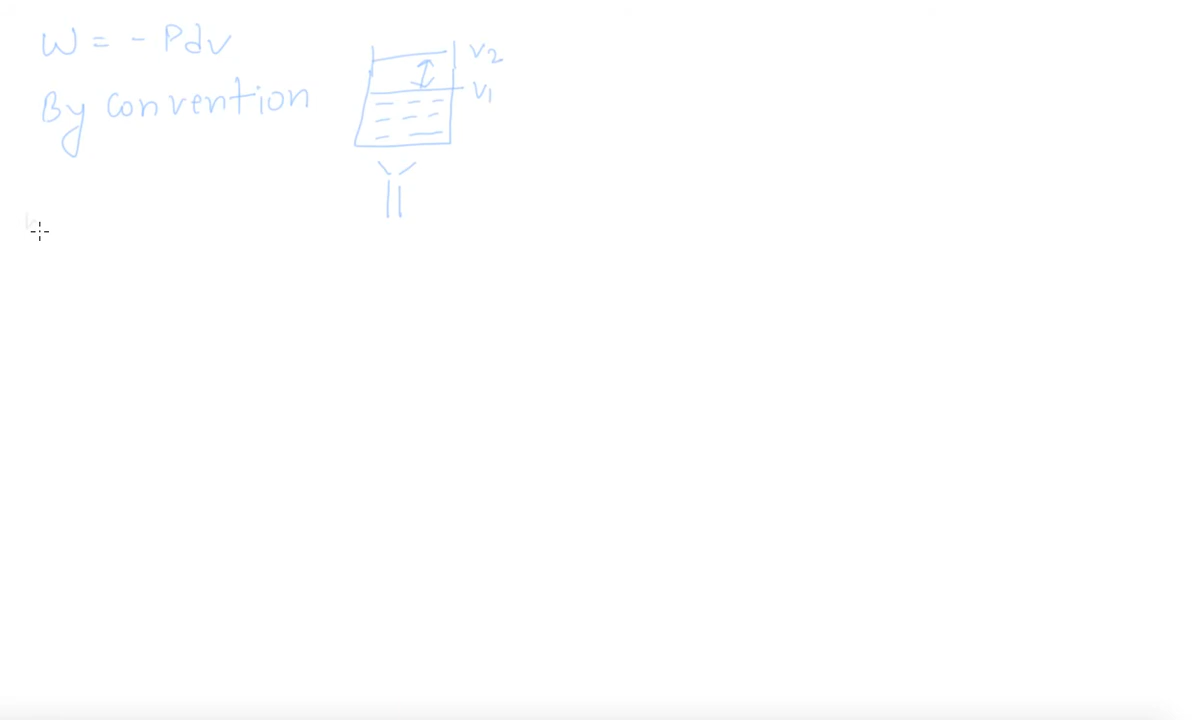 W = - Pdv
By convention
V2
V1